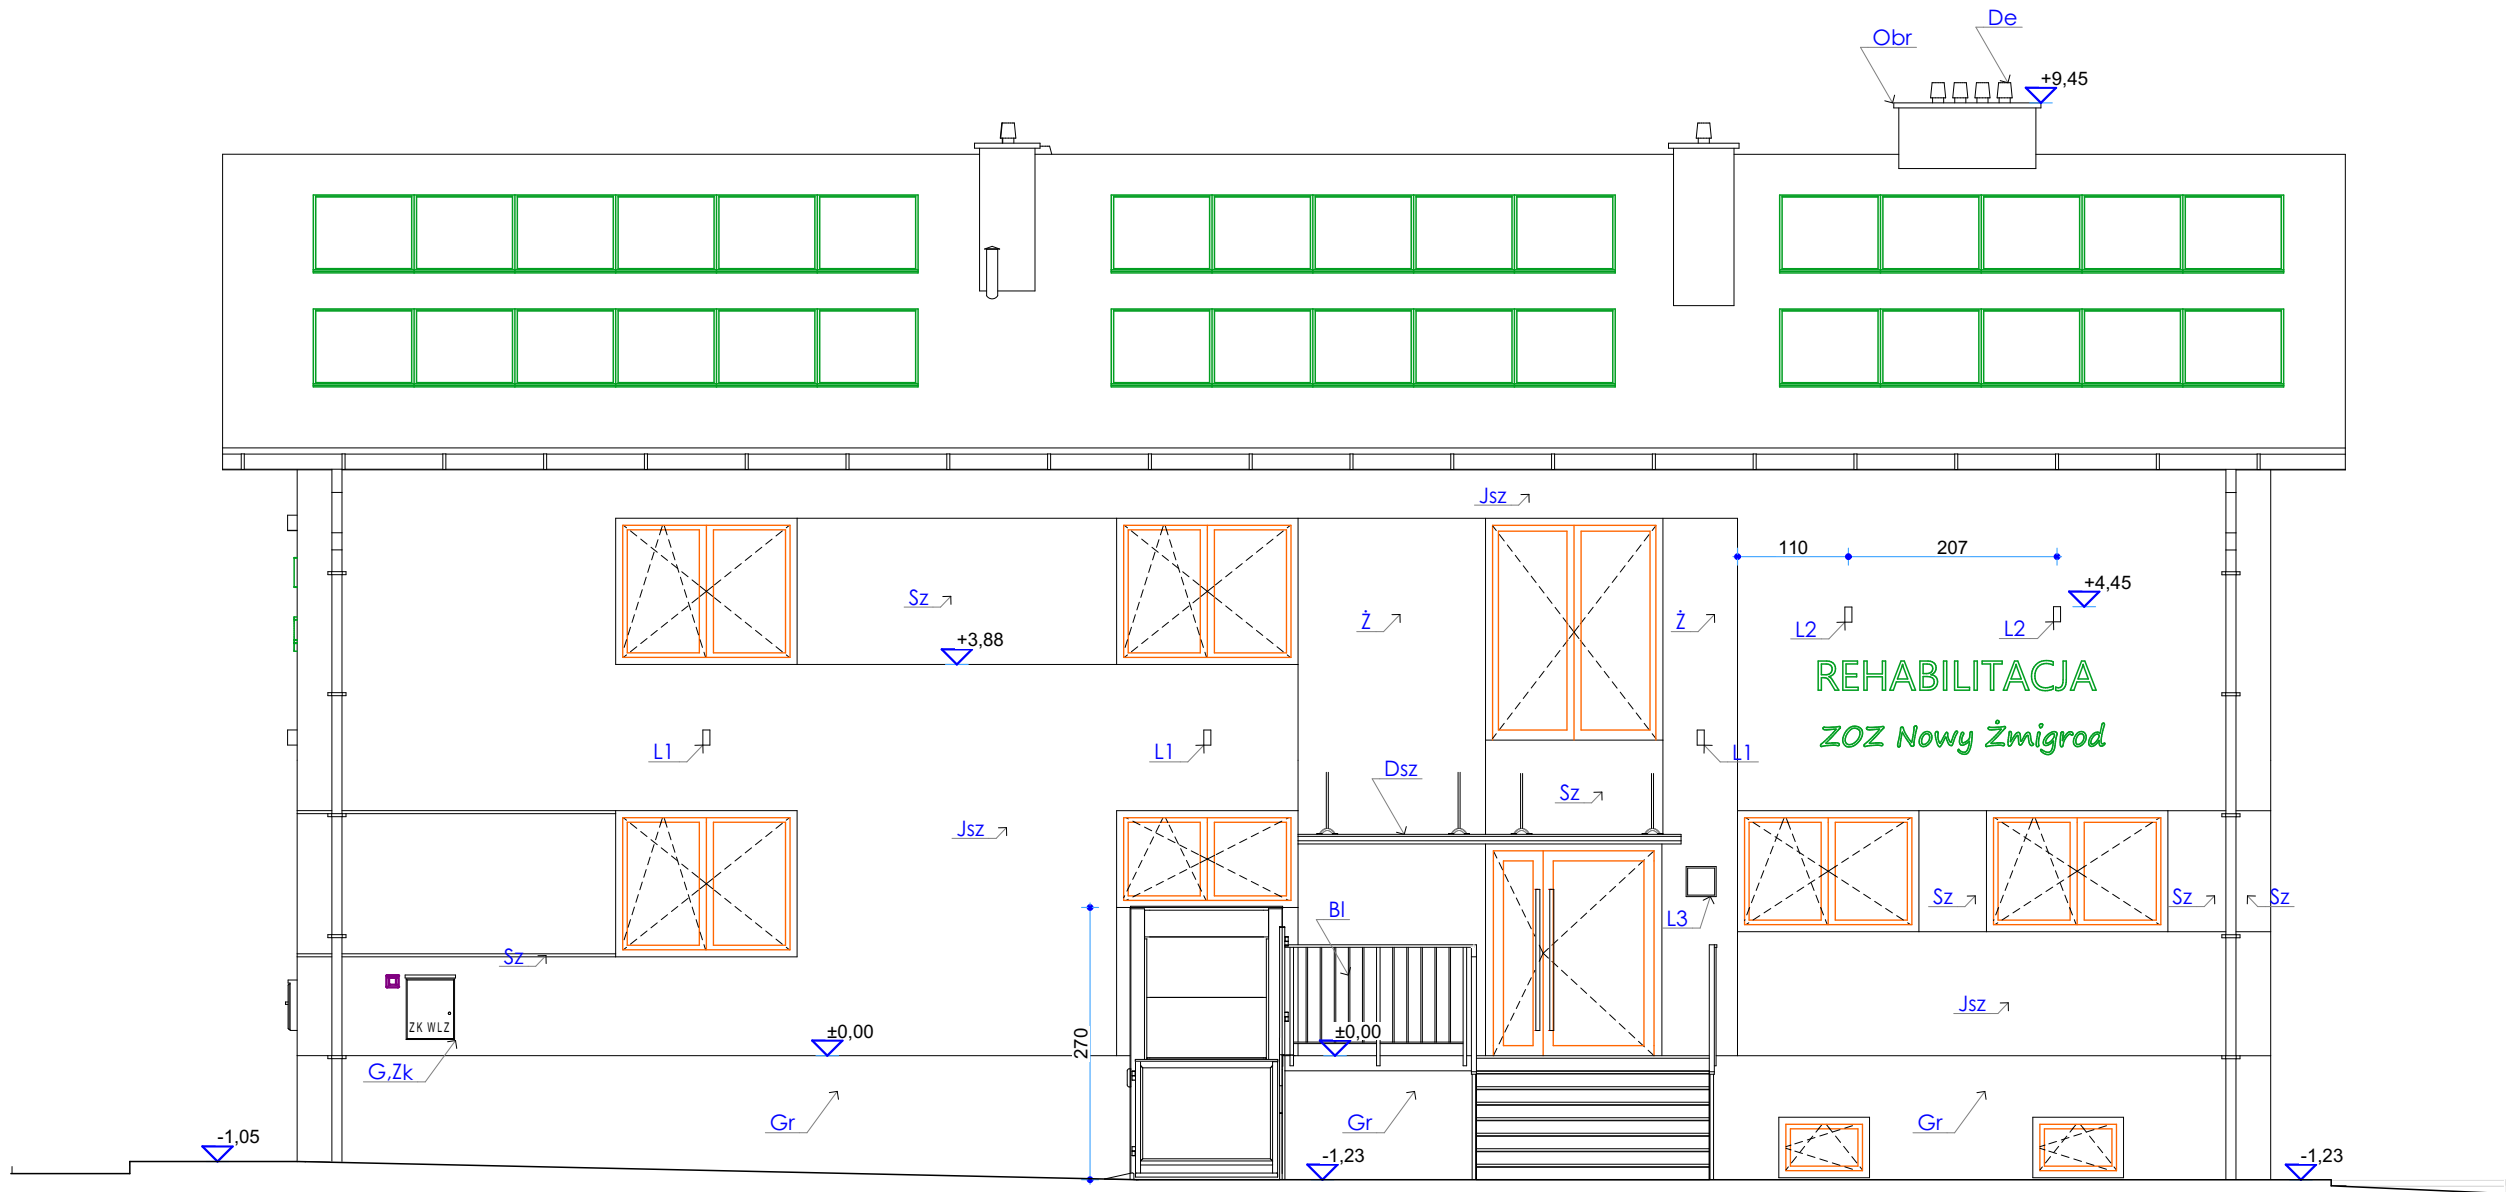 De
Obr
+9,45
Jsz
110
207
+4,45
Sz
Ż
Ż
L2
L2
+3,88
REHABILITACJA
ZOZ Nowy Żmigrod
L1
L1
L1
Dsz
Sz
Jsz
Bl
L3
Sz
Sz
Sz
Sz
Jsz
ZK WLZ
±0,00
±0,00
270
G,Zk
Gr
Gr
Gr
-1,05
-1,23
-1,23